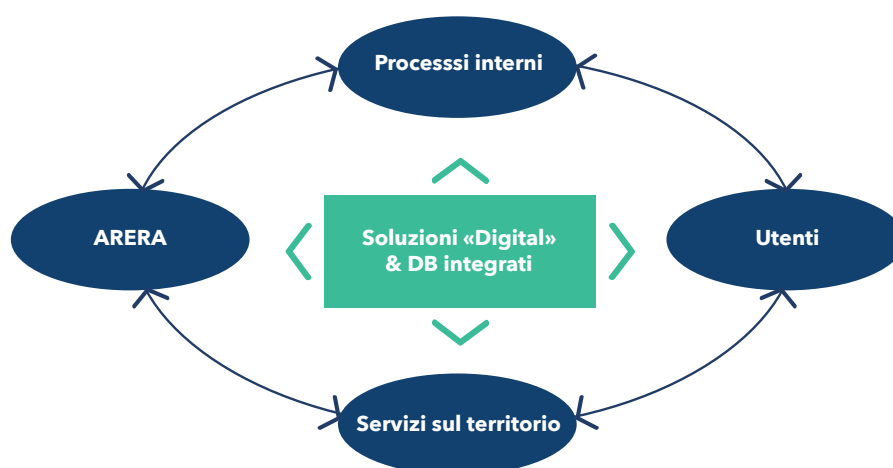 Processsi interni
ARERA
Soluzioni «Digital»
& DB integrati
Utenti
Servizi sul territorio